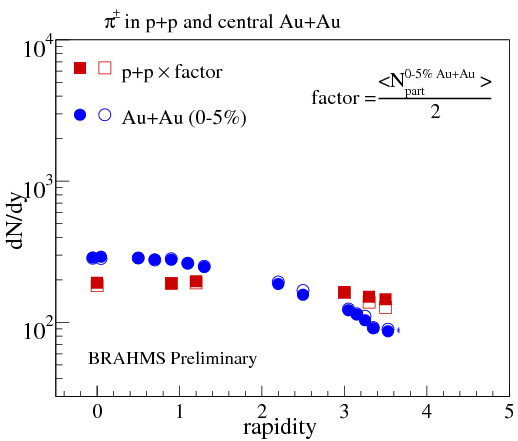 π± in p+p and central Au+Au
10⁴
p+p × factor
factor = <N part 0-5% Au+Au > / 2
Au+Au (0-5%)
10³
dN/dy
10²
BRAHMS Preliminary
0 1 2 3 4 5
rapidity